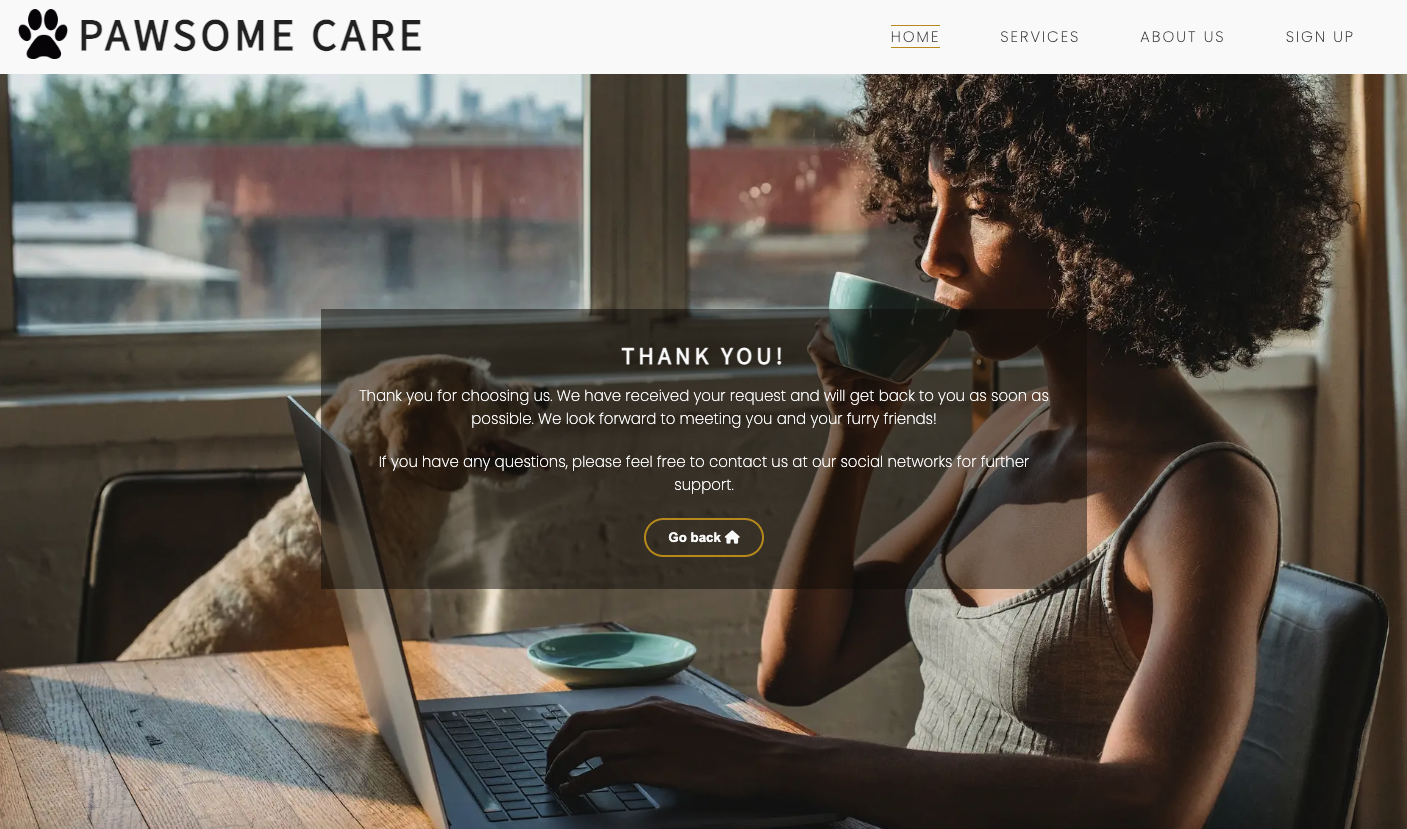 PAWSOME CARE
HOME SERVICES ABOUT US SIGN UP
THANK YOU!
Thank you for choosing us. We have received your request and will get back to you as soon as
possible. We look forward to meeting you and your furry friends!
If you have any questions, please feel free to contact us at our social networks for further
support.
Go back